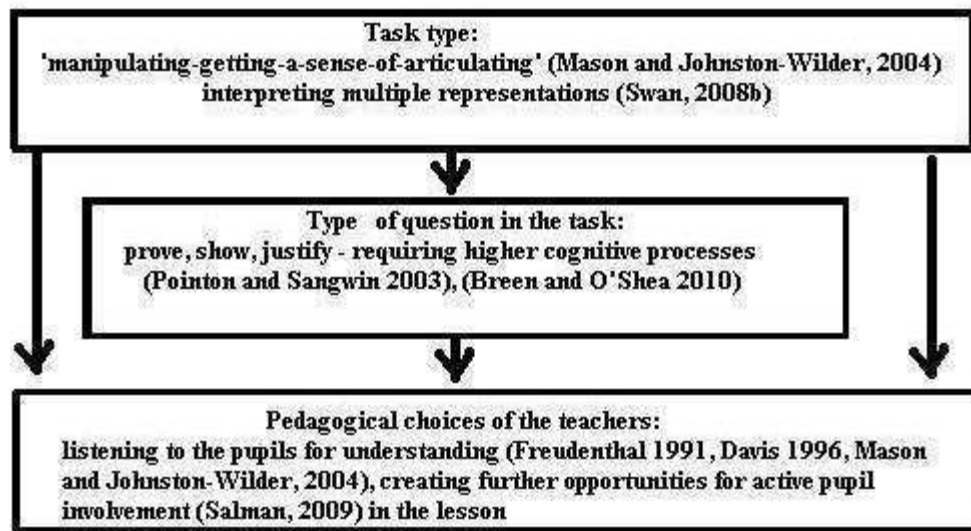 Task type:
'manipulating-getting-a-sense-of-articulating' (Mason and Johnston-Wilder, 2004)
interpreting multiple representations (Swan, 2008b)
Type of question in the task:
prove, show, justify - requiring higher cognitive processes
(Pointon and Sangwin 2003), (Breen and O'Shea 2010)
Pedagogical choices of the teachers:
listening to the pupils for understanding (Freudenthal 1991, Davis 1996, Mason
and Johnston-Wilder, 2004), creating further opportunities for active pupil
involvement (Salman, 2009) in the lesson